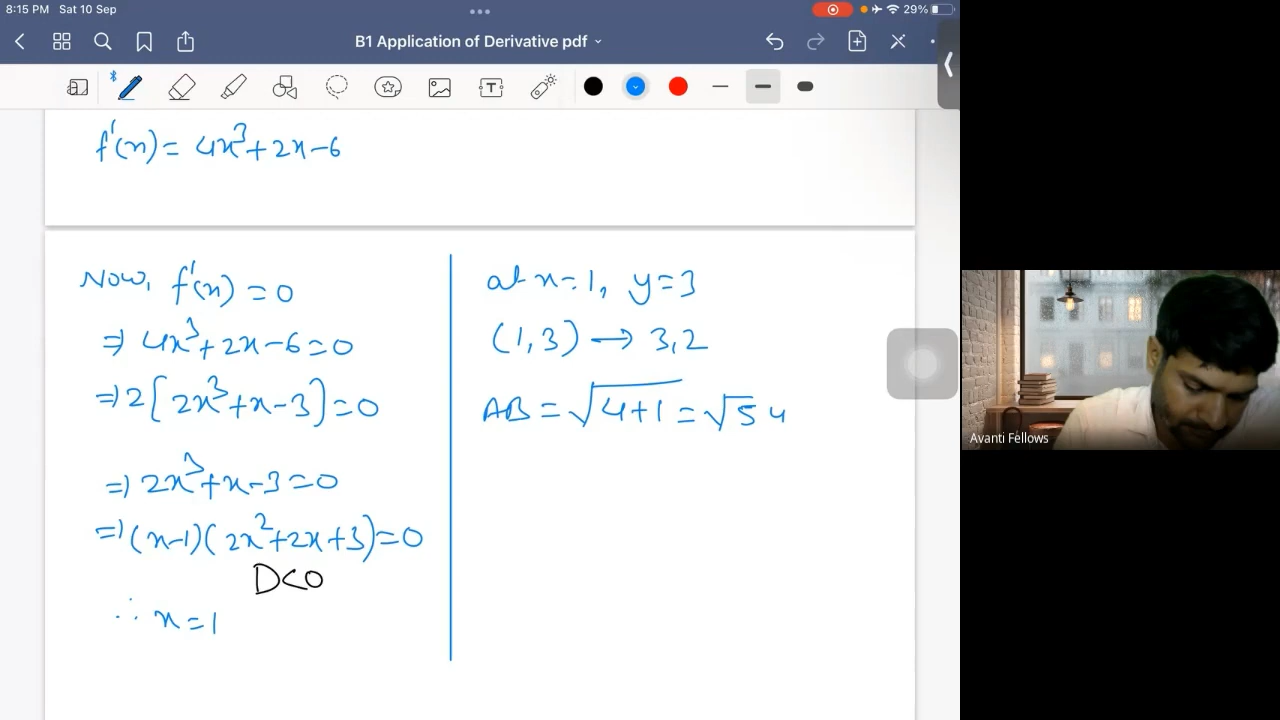 8:15 PM Sat 10 Sep
29%
B1 Application of Derivative pdf
T
f'(x) = 4x³+2x-6
Now, f'(x) = 0
⇒ 4x³+2x-6=0
⇒ 2[2x³+x-3]=0
⇒ 2x³+x-3=0
⇒ (x-1)(2x²+2x+3)=0
D<0
∴ x=1
at x=1, y=3
(1,3) → 3,2
AB = √4+1 = √5 u
Avanti Fellows